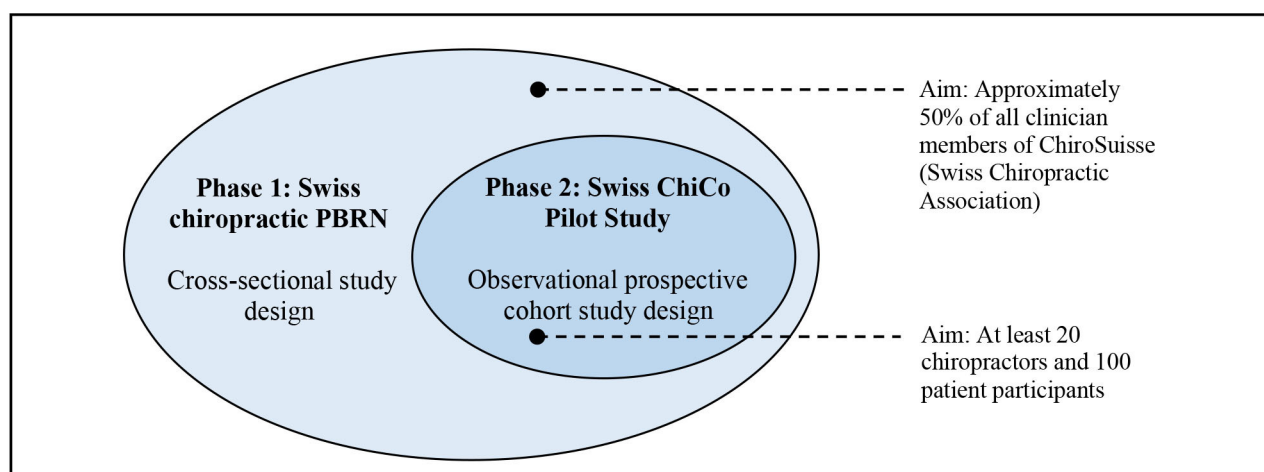 Phase 1: Swiss
chiropractic PBRN
Cross-sectional study
design
Phase 2: Swiss ChiCo
Pilot Study
Observational prospective
cohort study design
Aim: Approximately
50% of all clinician
members of ChiroSuisse
(Swiss Chiropractic
Association)
Aim: At least 20
chiropractors and 100
patient participants